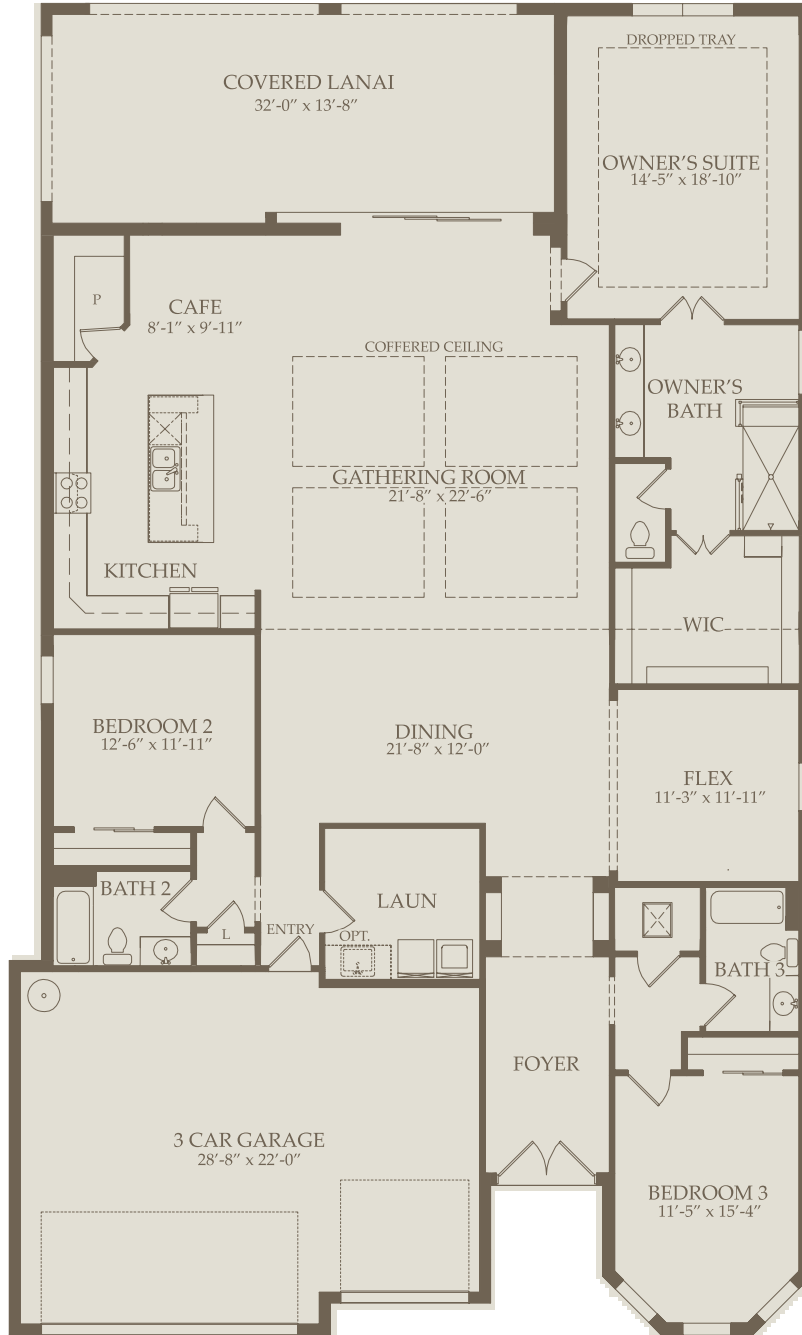 DROPPED TRAY
COVERED LANAI
32'-0" x 13'-8"
OWNER'S SUITE
14'-5" x 18'-10"
P
CAFE
8'-1" x 9'-11"
COFFERED CEILING
OWNER'S
BATH
GATHERING ROOM
21'-8" x 22'-6"
KITCHEN
WIC
BEDROOM 2
12'-6" x 11'-11"
DINING
21'-8" x 12'-0"
FLEX
11'-3" x 11'-11"
BATH 2
LAUN
L
ENTRY
OPT.
BATH 3
FOYER
3 CAR GARAGE
28'-8" x 22'-0"
BEDROOM 3
11'-5" x 15'-4"